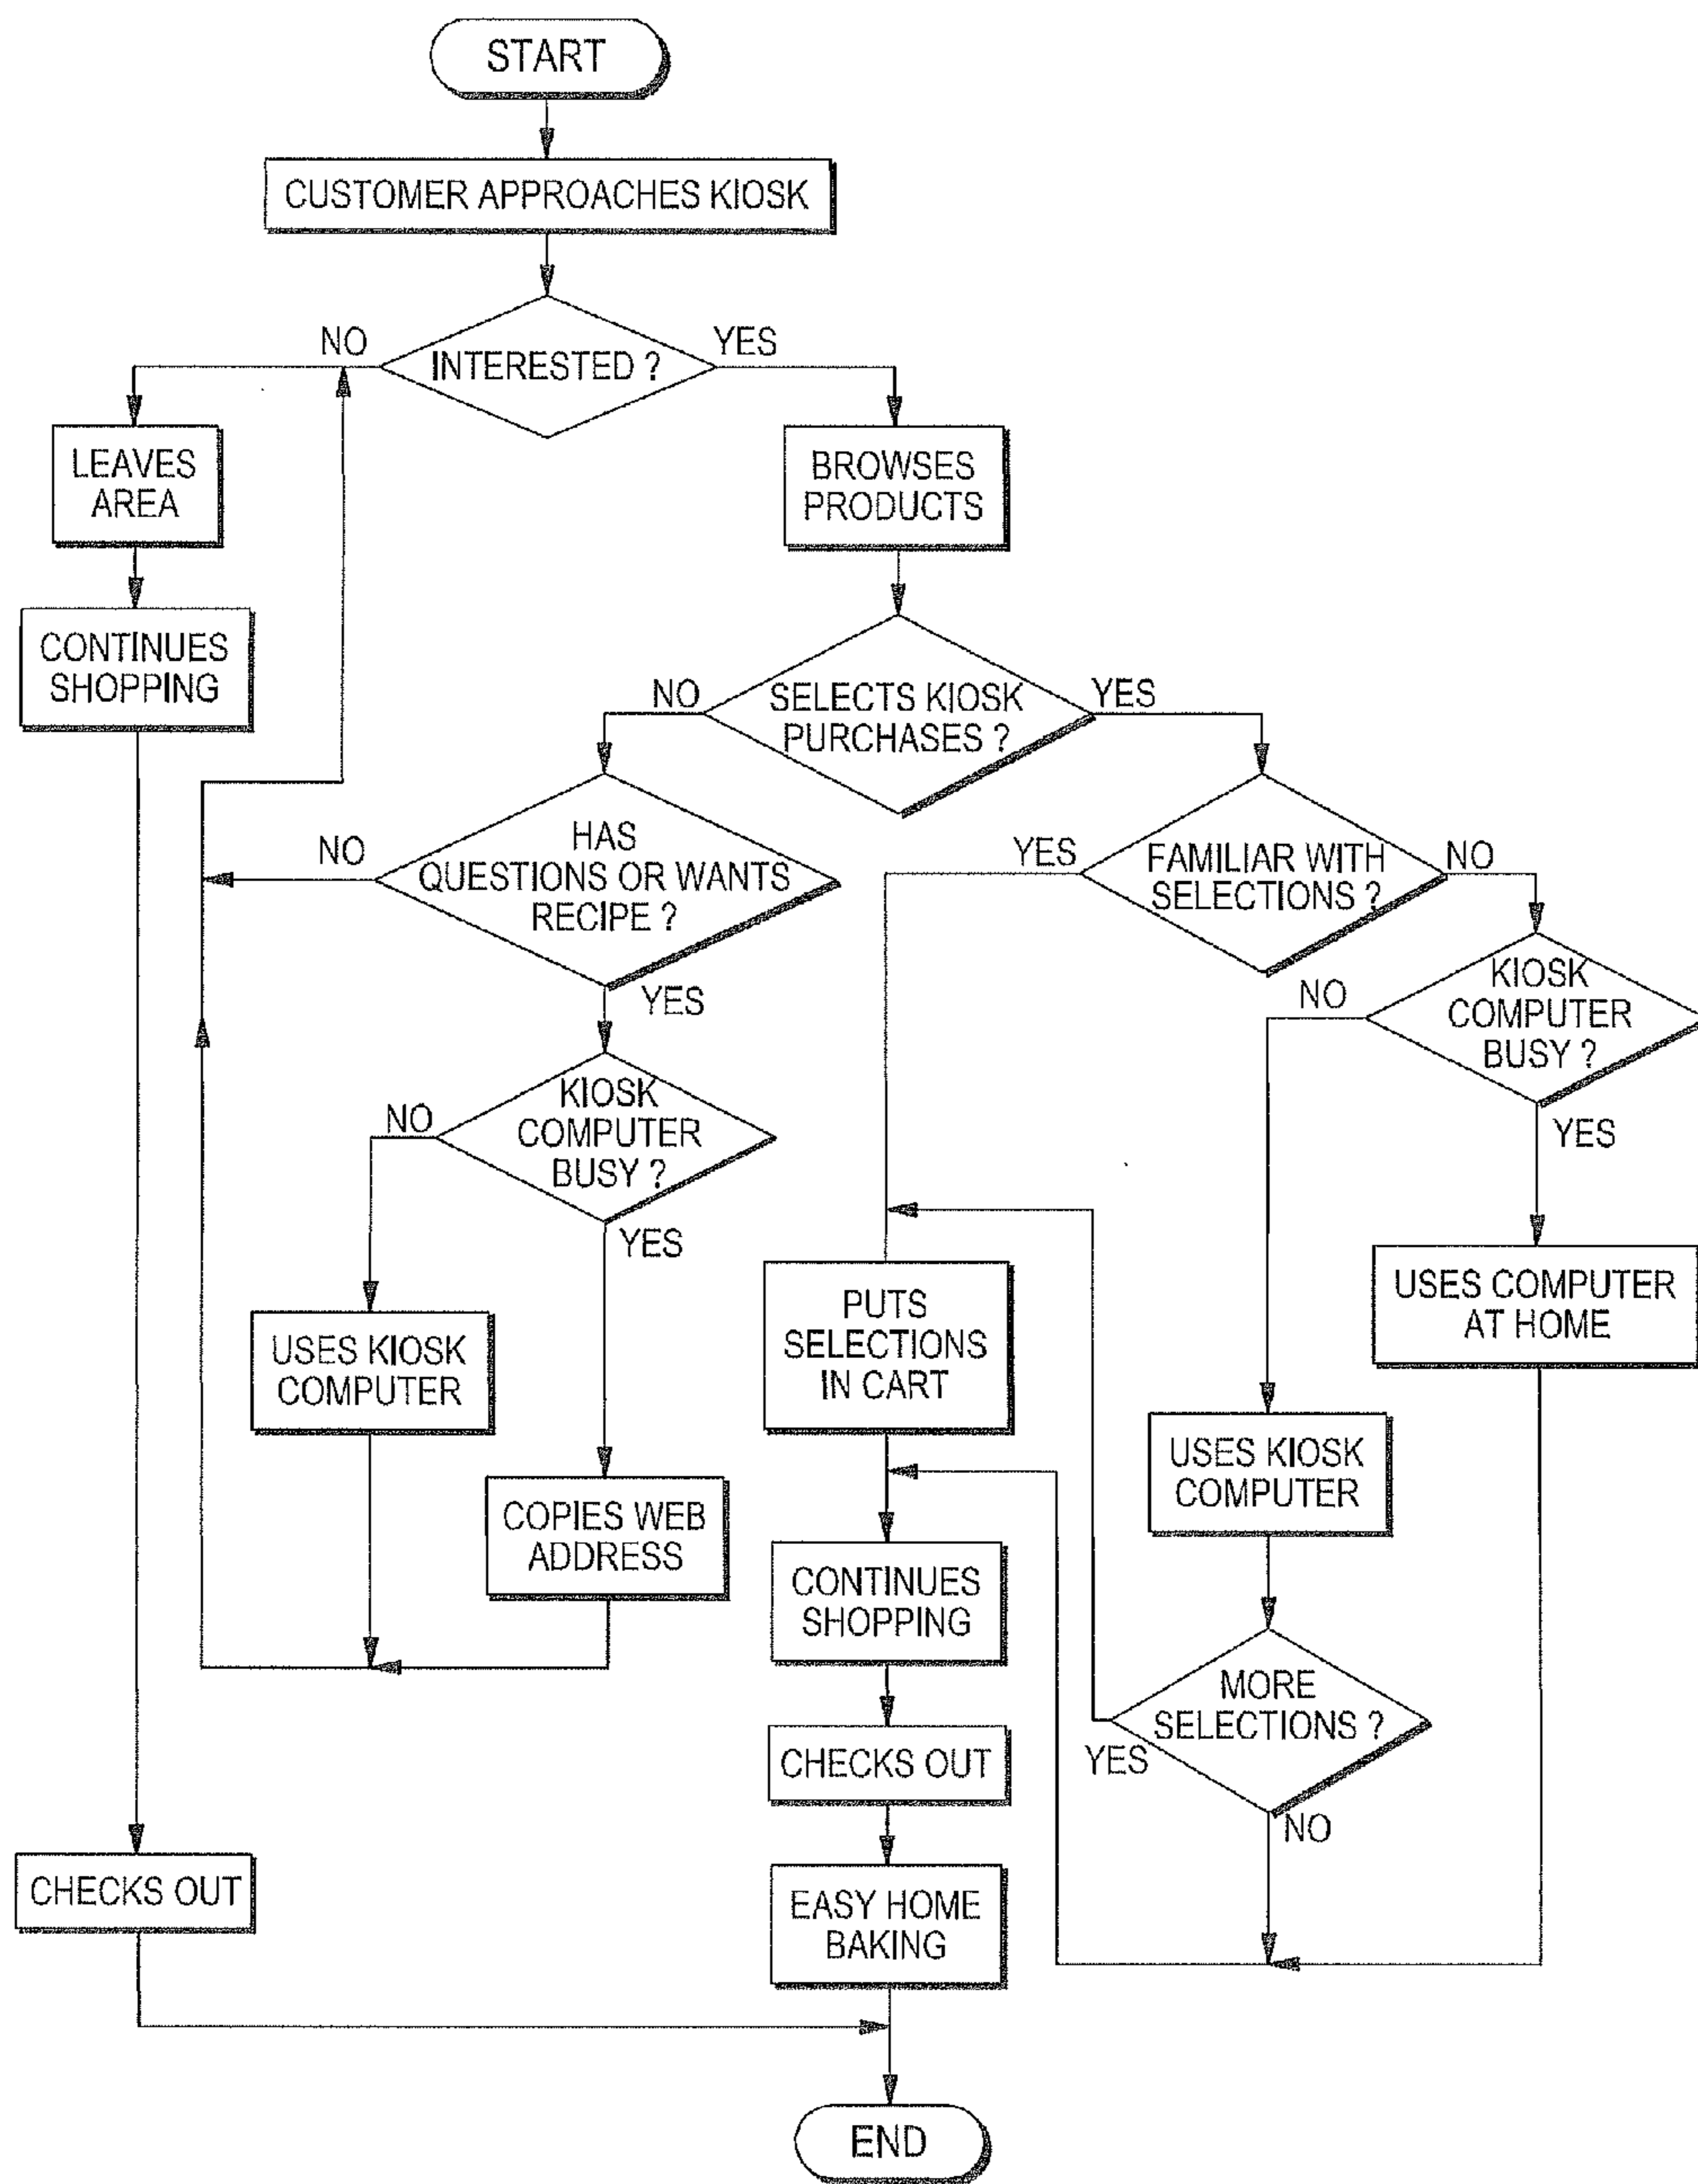 START
CUSTOMER APPROACHES KIOSK
INTERESTED ?
NO
YES
LEAVES
AREA
BROWSES
PRODUCTS
CONTINUES
SHOPPING
SELECTS KIOSK
PURCHASES ?
NO
YES
HAS
QUESTIONS OR WANTS
RECIPE ?
NO
YES
FAMILIAR WITH
SELECTIONS ?
YES
NO
KIOSK
COMPUTER
BUSY ?
NO
YES
KIOSK
COMPUTER
BUSY ?
NO
YES
USES KIOSK
COMPUTER
COPIES WEB
ADDRESS
PUTS
SELECTIONS
IN CART
USES COMPUTER
AT HOME
USES KIOSK
COMPUTER
CONTINUES
SHOPPING
MORE
SELECTIONS ?
YES
NO
CHECKS OUT
CHECKS OUT
EASY HOME
BAKING
END